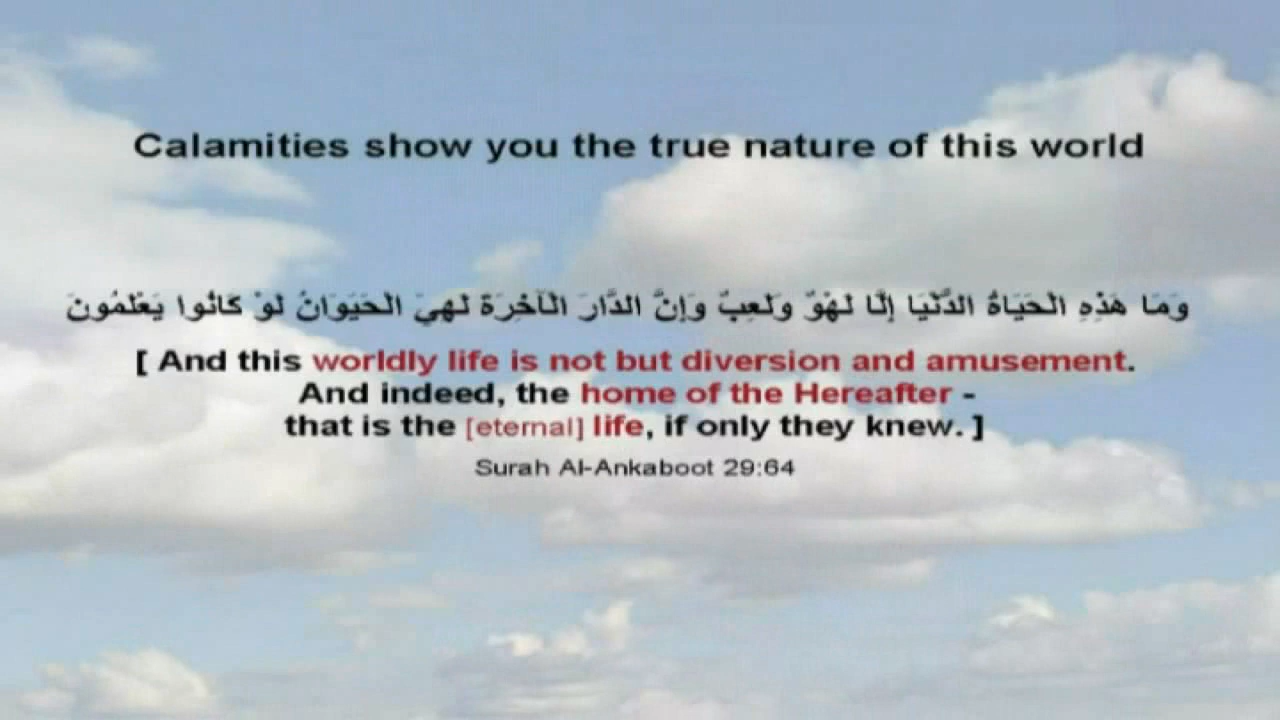 Calamities show you the true nature of this world
وَمَا هَذِهِ الْحَيَاةُ الدُّنْيَا إِلَّا لَهْوٌ وَلَعِبٌ وَإِنَّ الدَّارَ الْآخِرَةَ لَهِيَ الْحَيَوَانُ لَوْ كَانُوا يَعْلَمُونَ
[ And this worldly life is not but diversion and amusement.
And indeed, the home of the Hereafter -
that is the [eternal] life, if only they knew. ]
Surah Al-Ankaboot 29:64